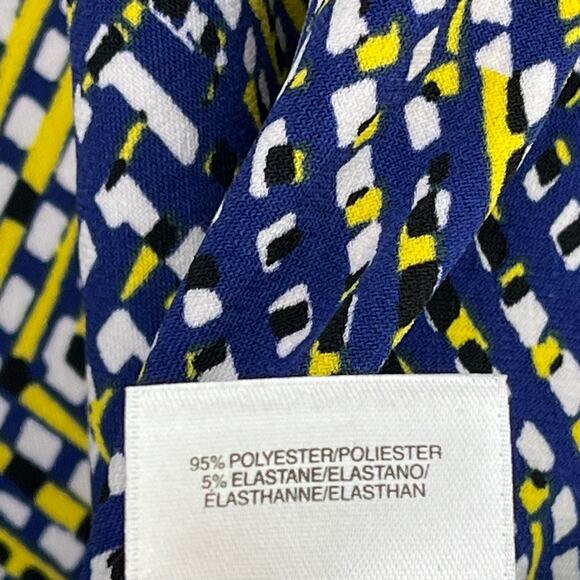 95% POLYESTER/POLIESTER
5% ELASTANE/ELASTANO/
ÉLASTHANNE/ELASTHAN